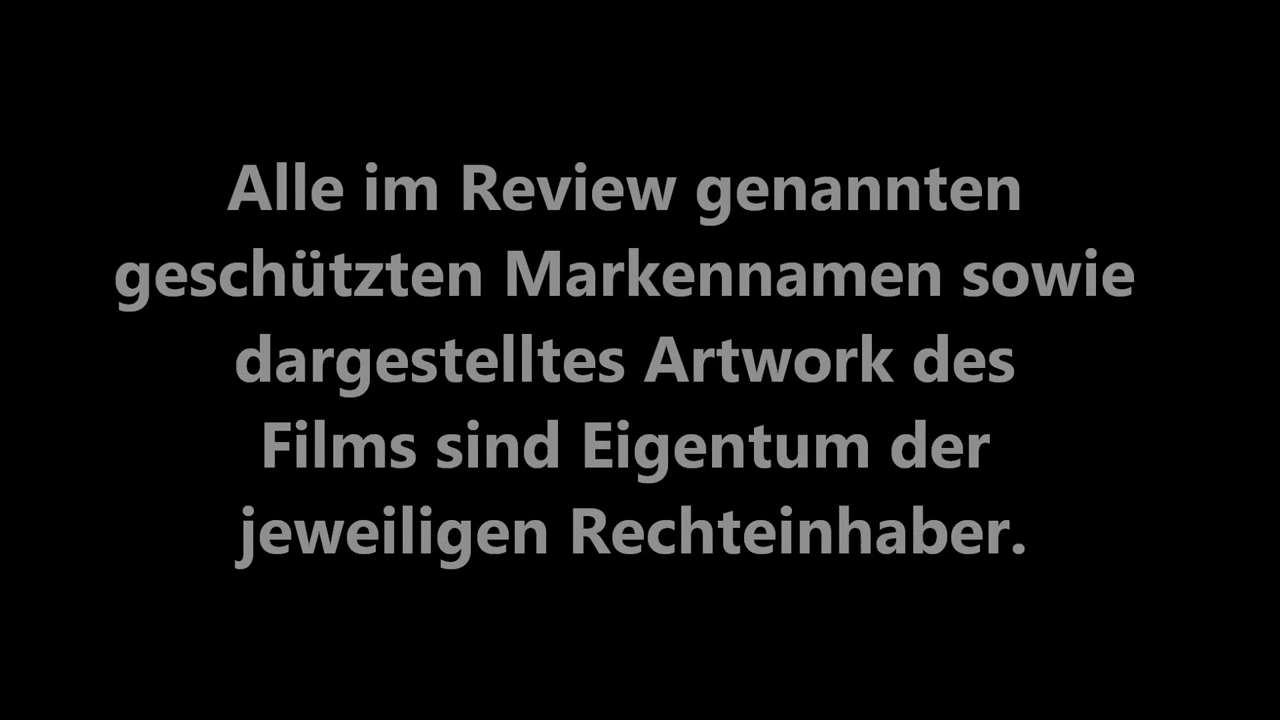 Alle im Review genannten
geschützten Markennamen sowie
dargestelltes Artwork des
Films sind Eigentum der
jeweiligen Rechteinhaber.